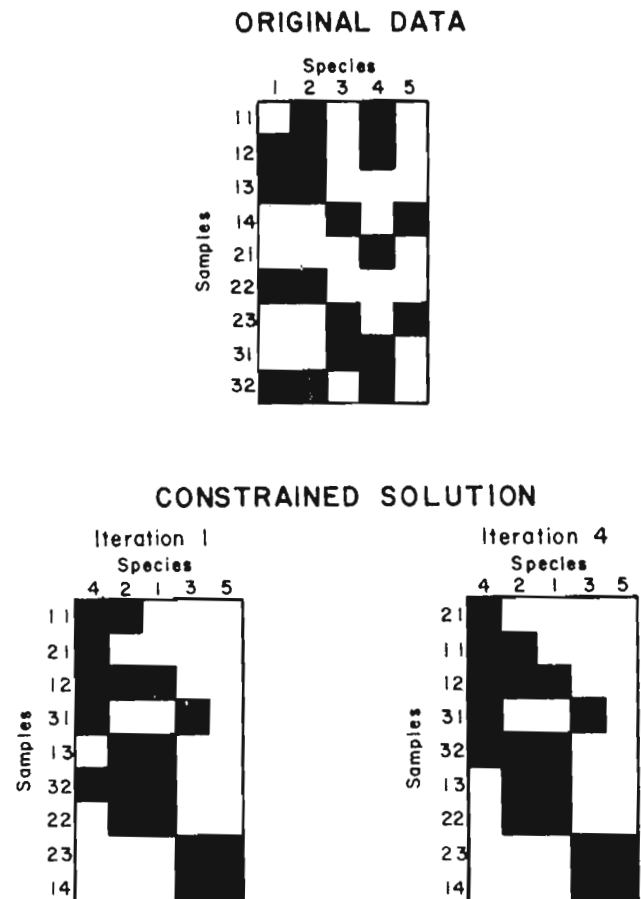 ORIGINAL DATA
Species
1 2 3 4 5
Samples
11
12
13
14
21
22
23
31
32
CONSTRAINED SOLUTION
Iteration 1
Species
4 2 1 3 5
Samples
11
21
12
31
13
32
22
23
14
Iteration 4
Species
4 2 1 3 5
Samples
21
11
12
31
32
13
22
23
14